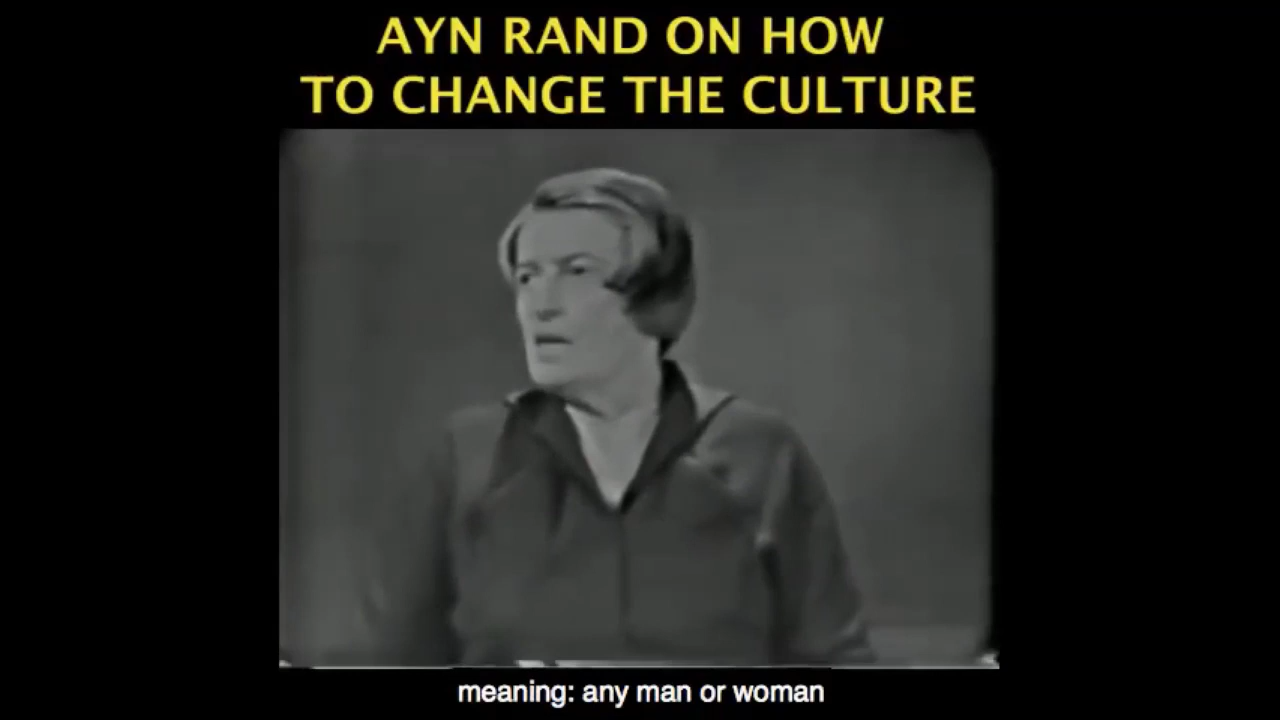 AYN RAND ON HOW
TO CHANGE THE CULTURE
meaning: any man or woman